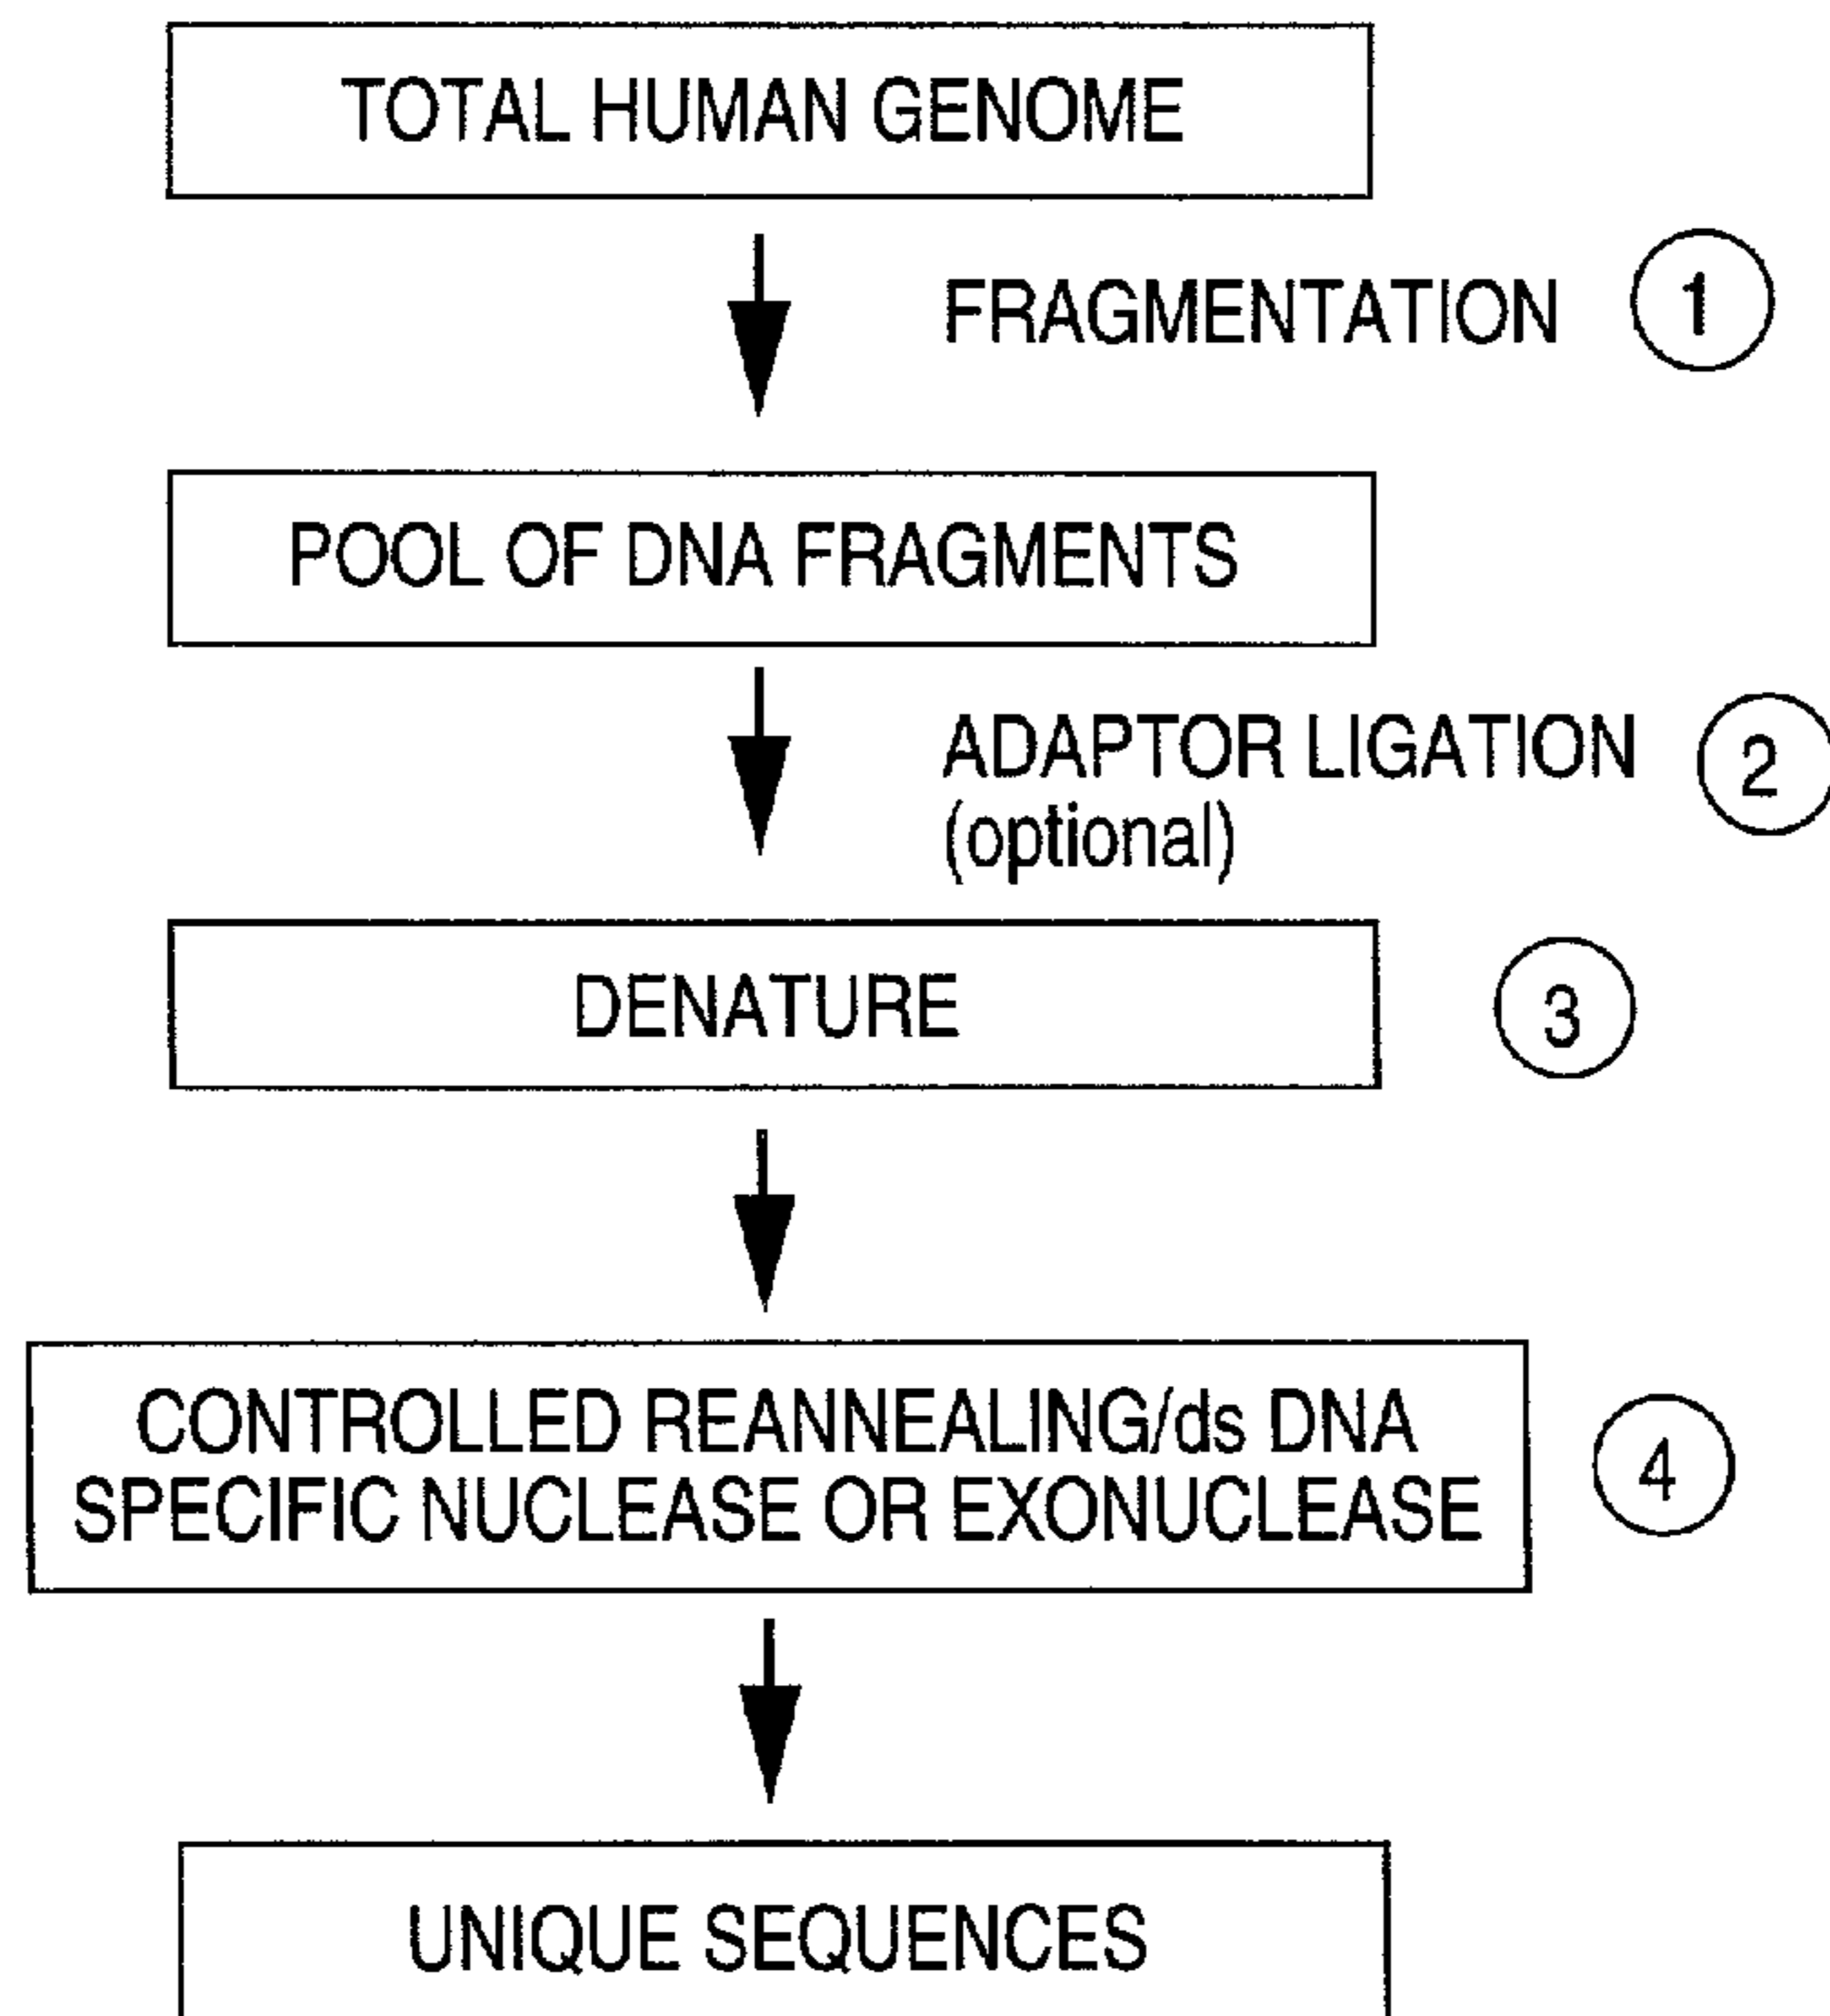 TOTAL HUMAN GENOME
FRAGMENTATION 1
POOL OF DNA FRAGMENTS
ADAPTOR LIGATION 2
(optional)
DENATURE 3
CONTROLLED REANNEALING/ds DNA
SPECIFIC NUCLEASE OR EXONUCLEASE 4
UNIQUE SEQUENCES